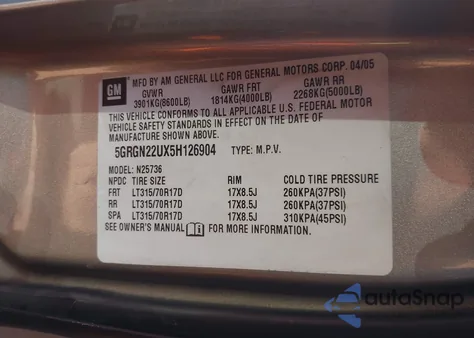 GM
MFD BY AM GENERAL LLC FOR GENERAL MOTORS CORP. 04/05
GVWR GAWR FRT GAWR RR
3901KG(8600LB) 1814KG(4000LB) 2268KG(5000LB)
THIS VEHICLE CONFORMS TO ALL APPLICABLE U.S. FEDERAL MOTOR
VEHICLE SAFETY STANDARDS IN EFFECT ON THE DATE OF
MANUFACTURE SHOWN ABOVE.
5GRGN22UX5H126904 TYPE: M.P.V.
MODEL: N25736
NPDC TIRE SIZE RIM COLD TIRE PRESSURE
FRT LT315/70R17D 17X8.5J 260KPA(37PSI)
RR LT315/70R17D 17X8.5J 260KPA(37PSI)
SPA LT315/70R17D 17X8.5J 310KPA(45PSI)
SEE OWNER'S MANUAL FOR MORE INFORMATION.
autaSnap